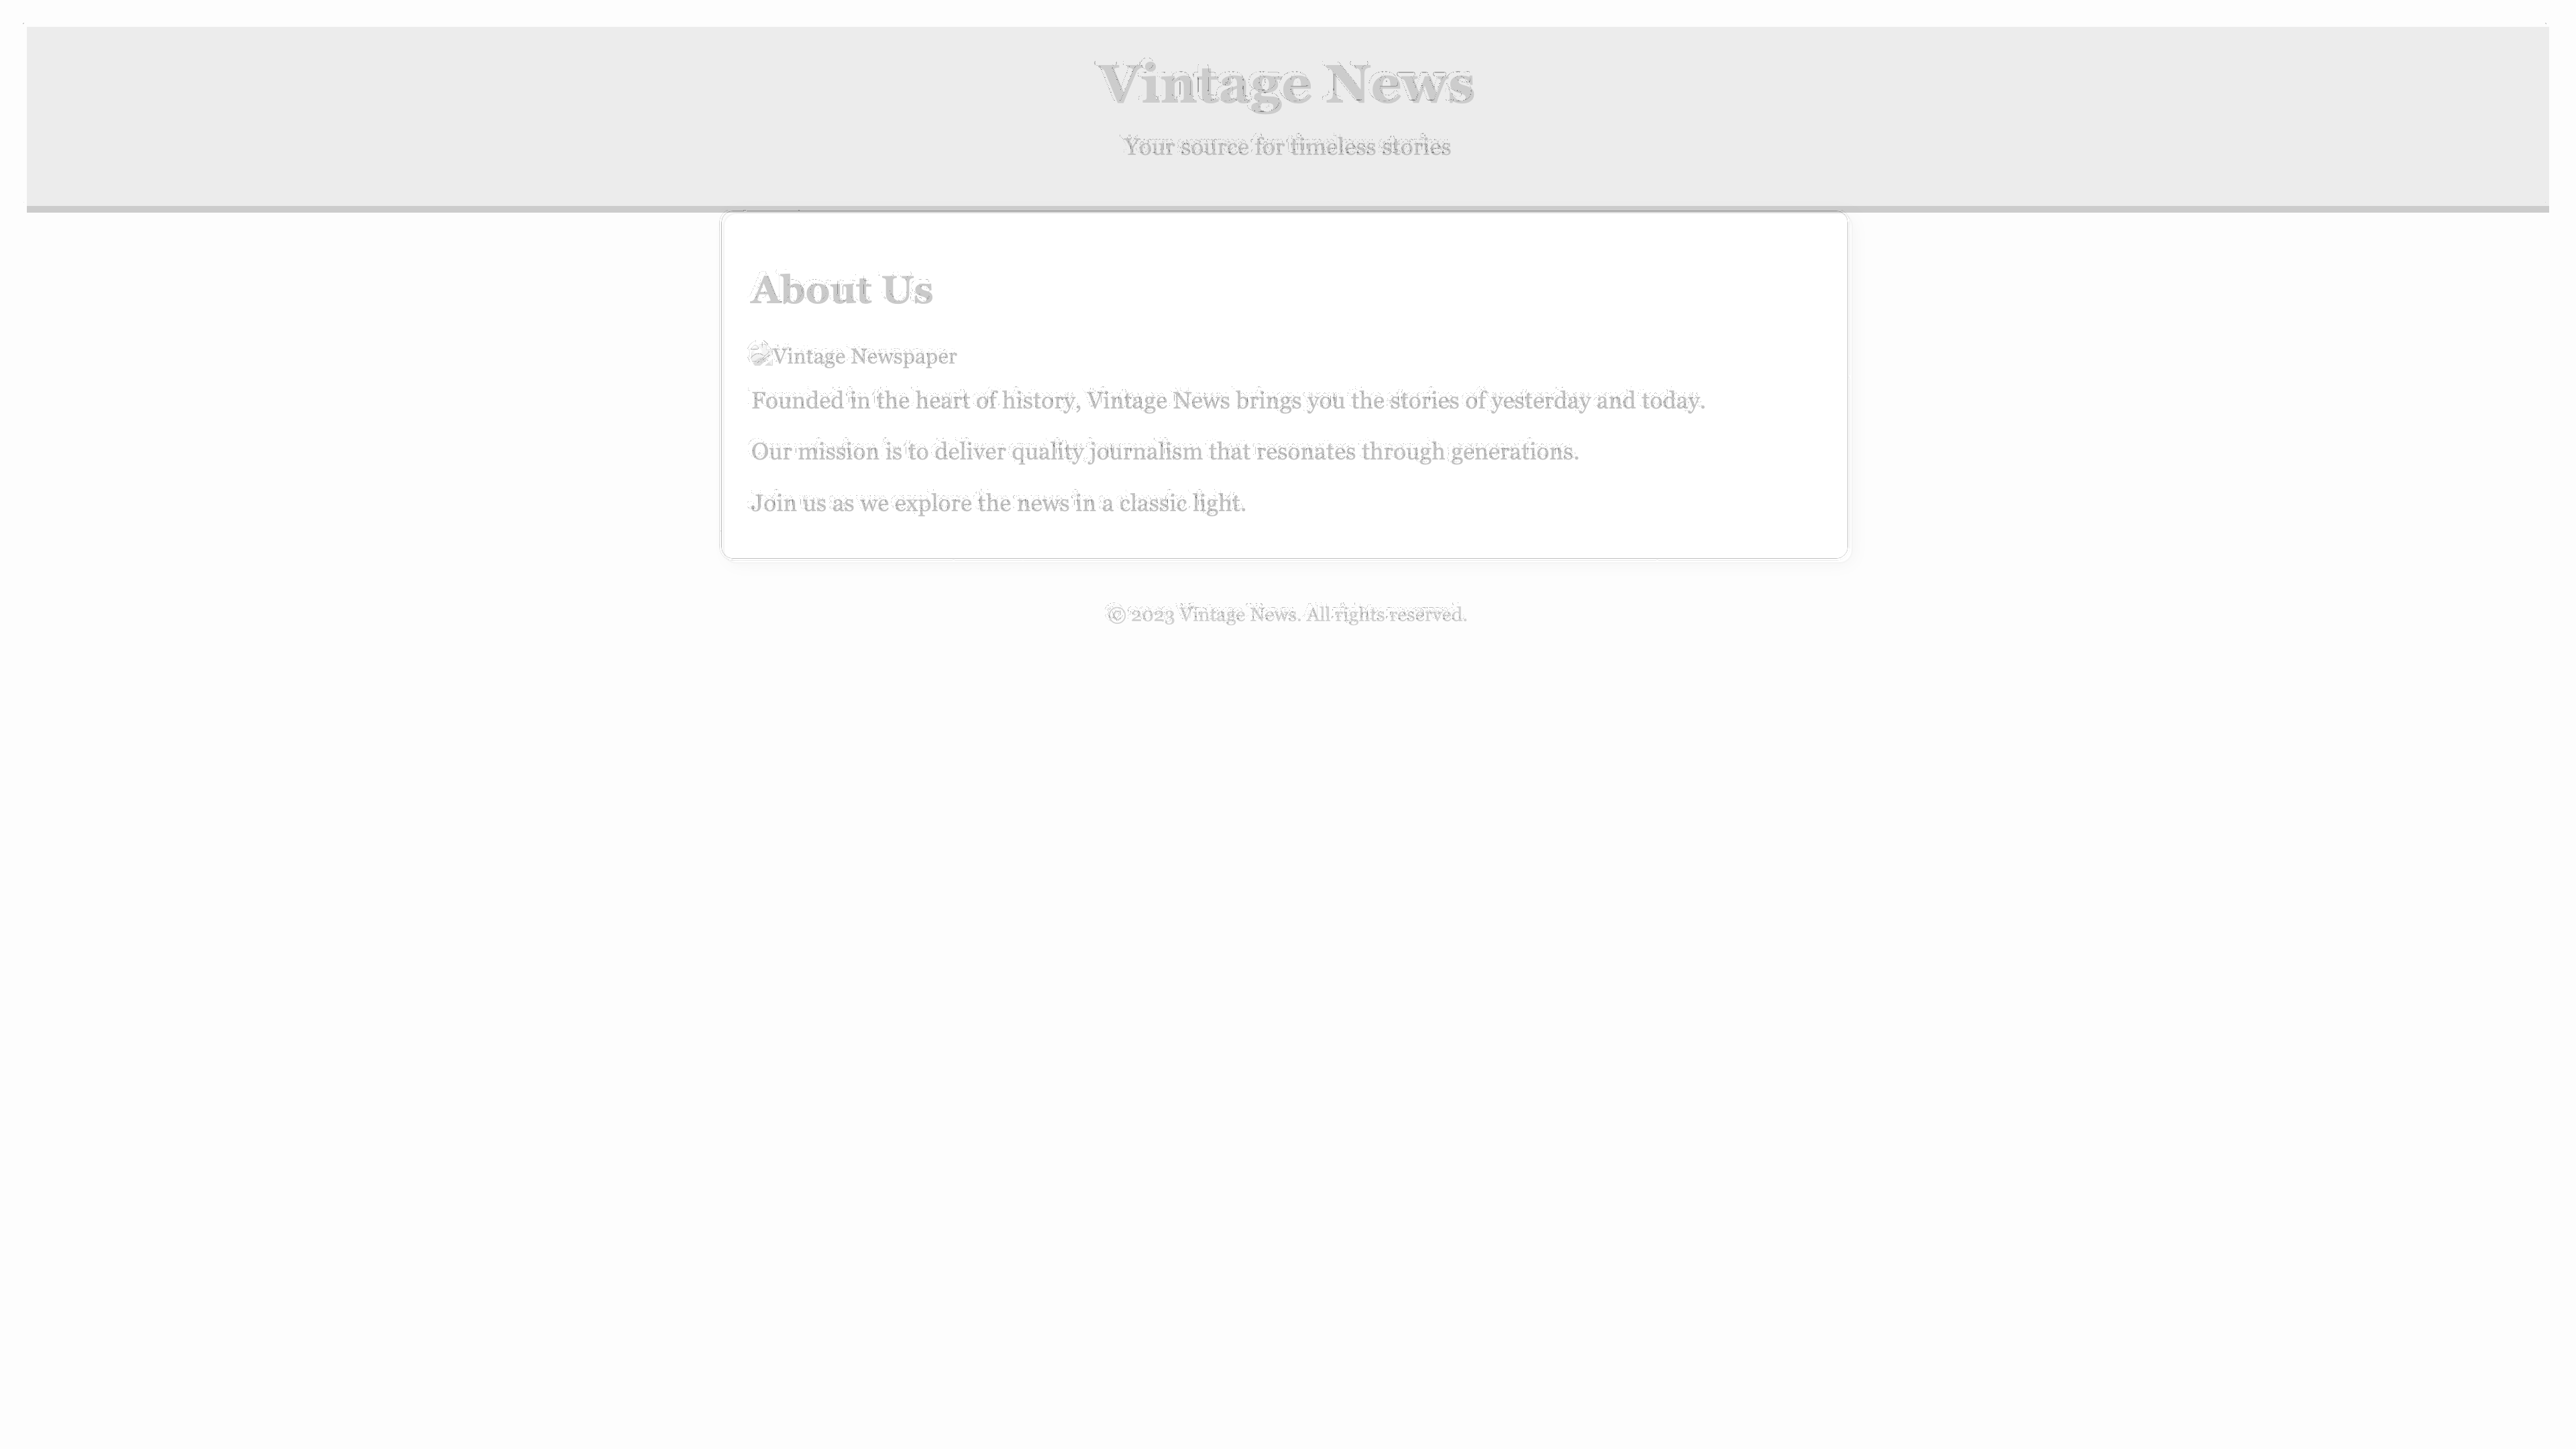 Vintage News
Your source for timeless stories
About Us
Vintage Newspaper
Founded in the heart of history, Vintage News brings you the stories of yesterday and today.
Our mission is to deliver quality journalism that resonates through generations.
Join us as we explore the news in a classic light.
© 2023 Vintage News. All rights reserved.